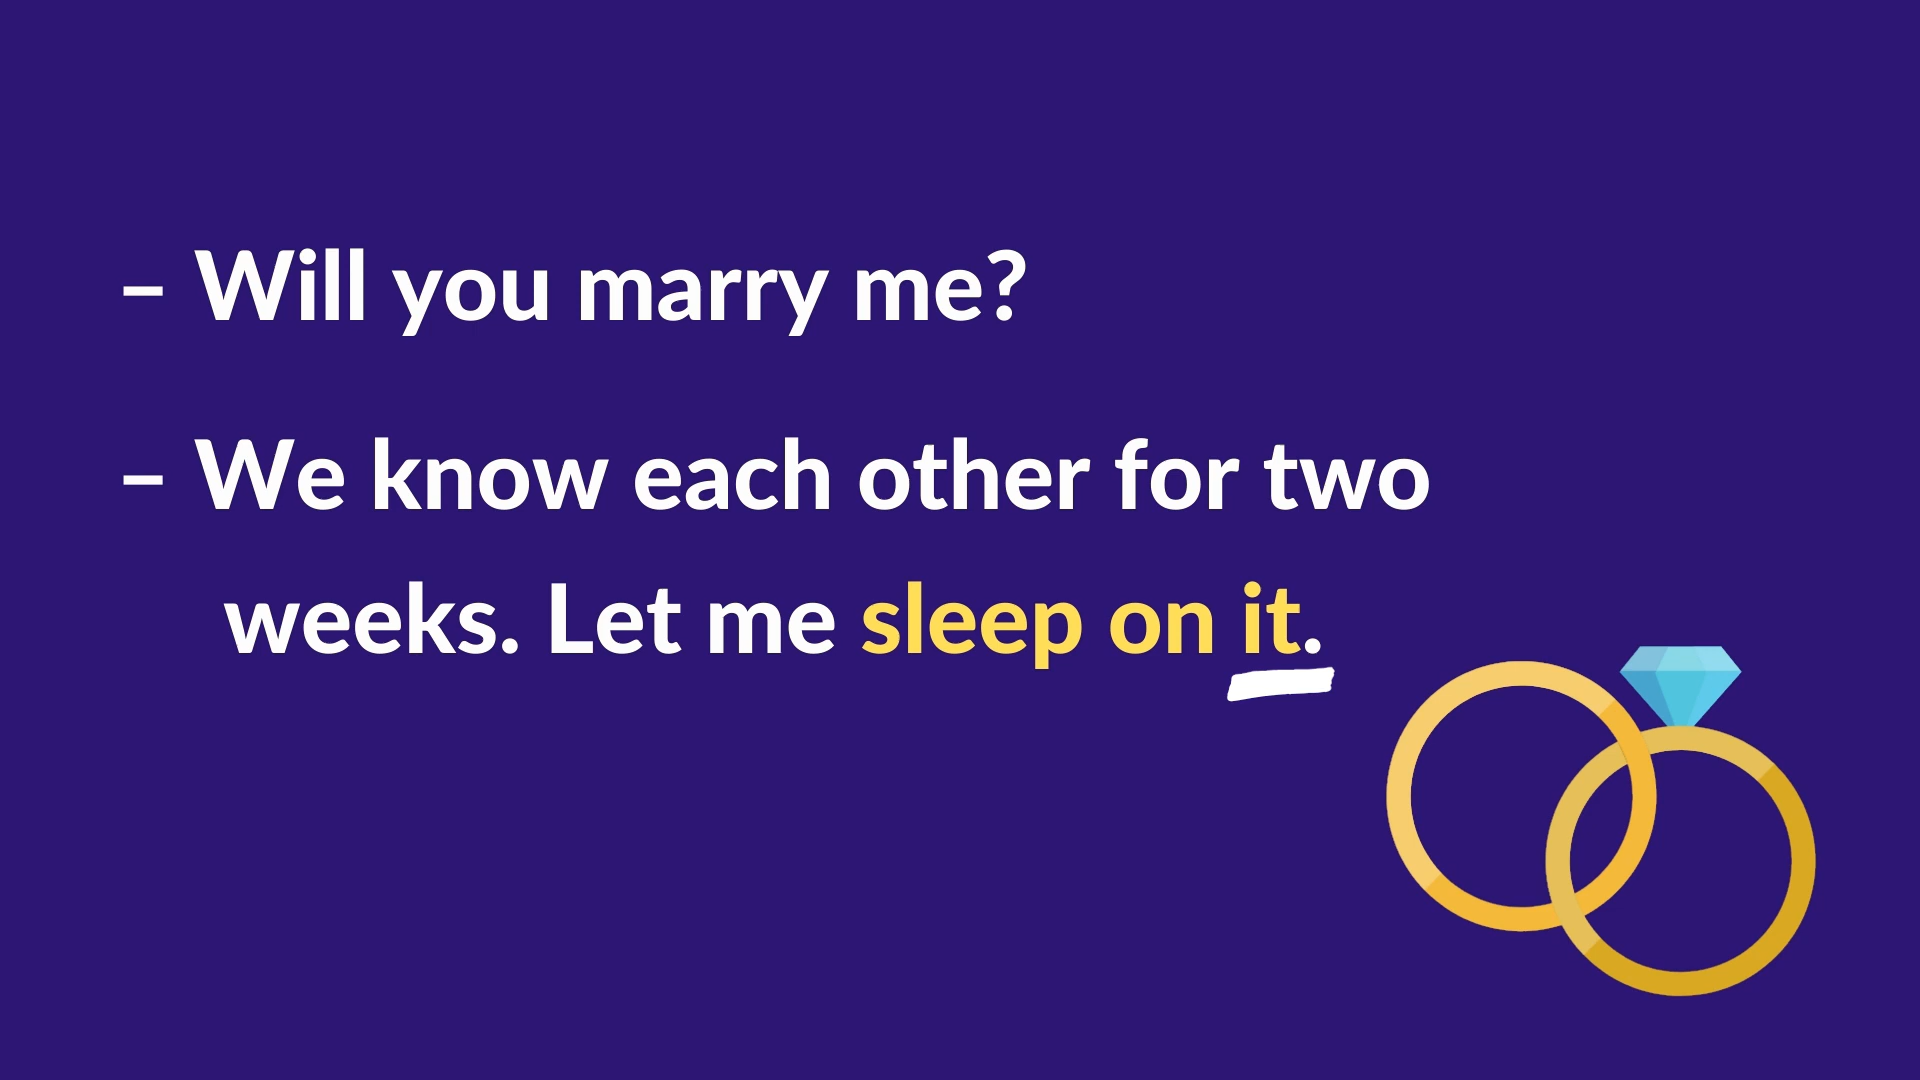 – Will you marry me?
– We know each other for two
weeks. Let me sleep on it.